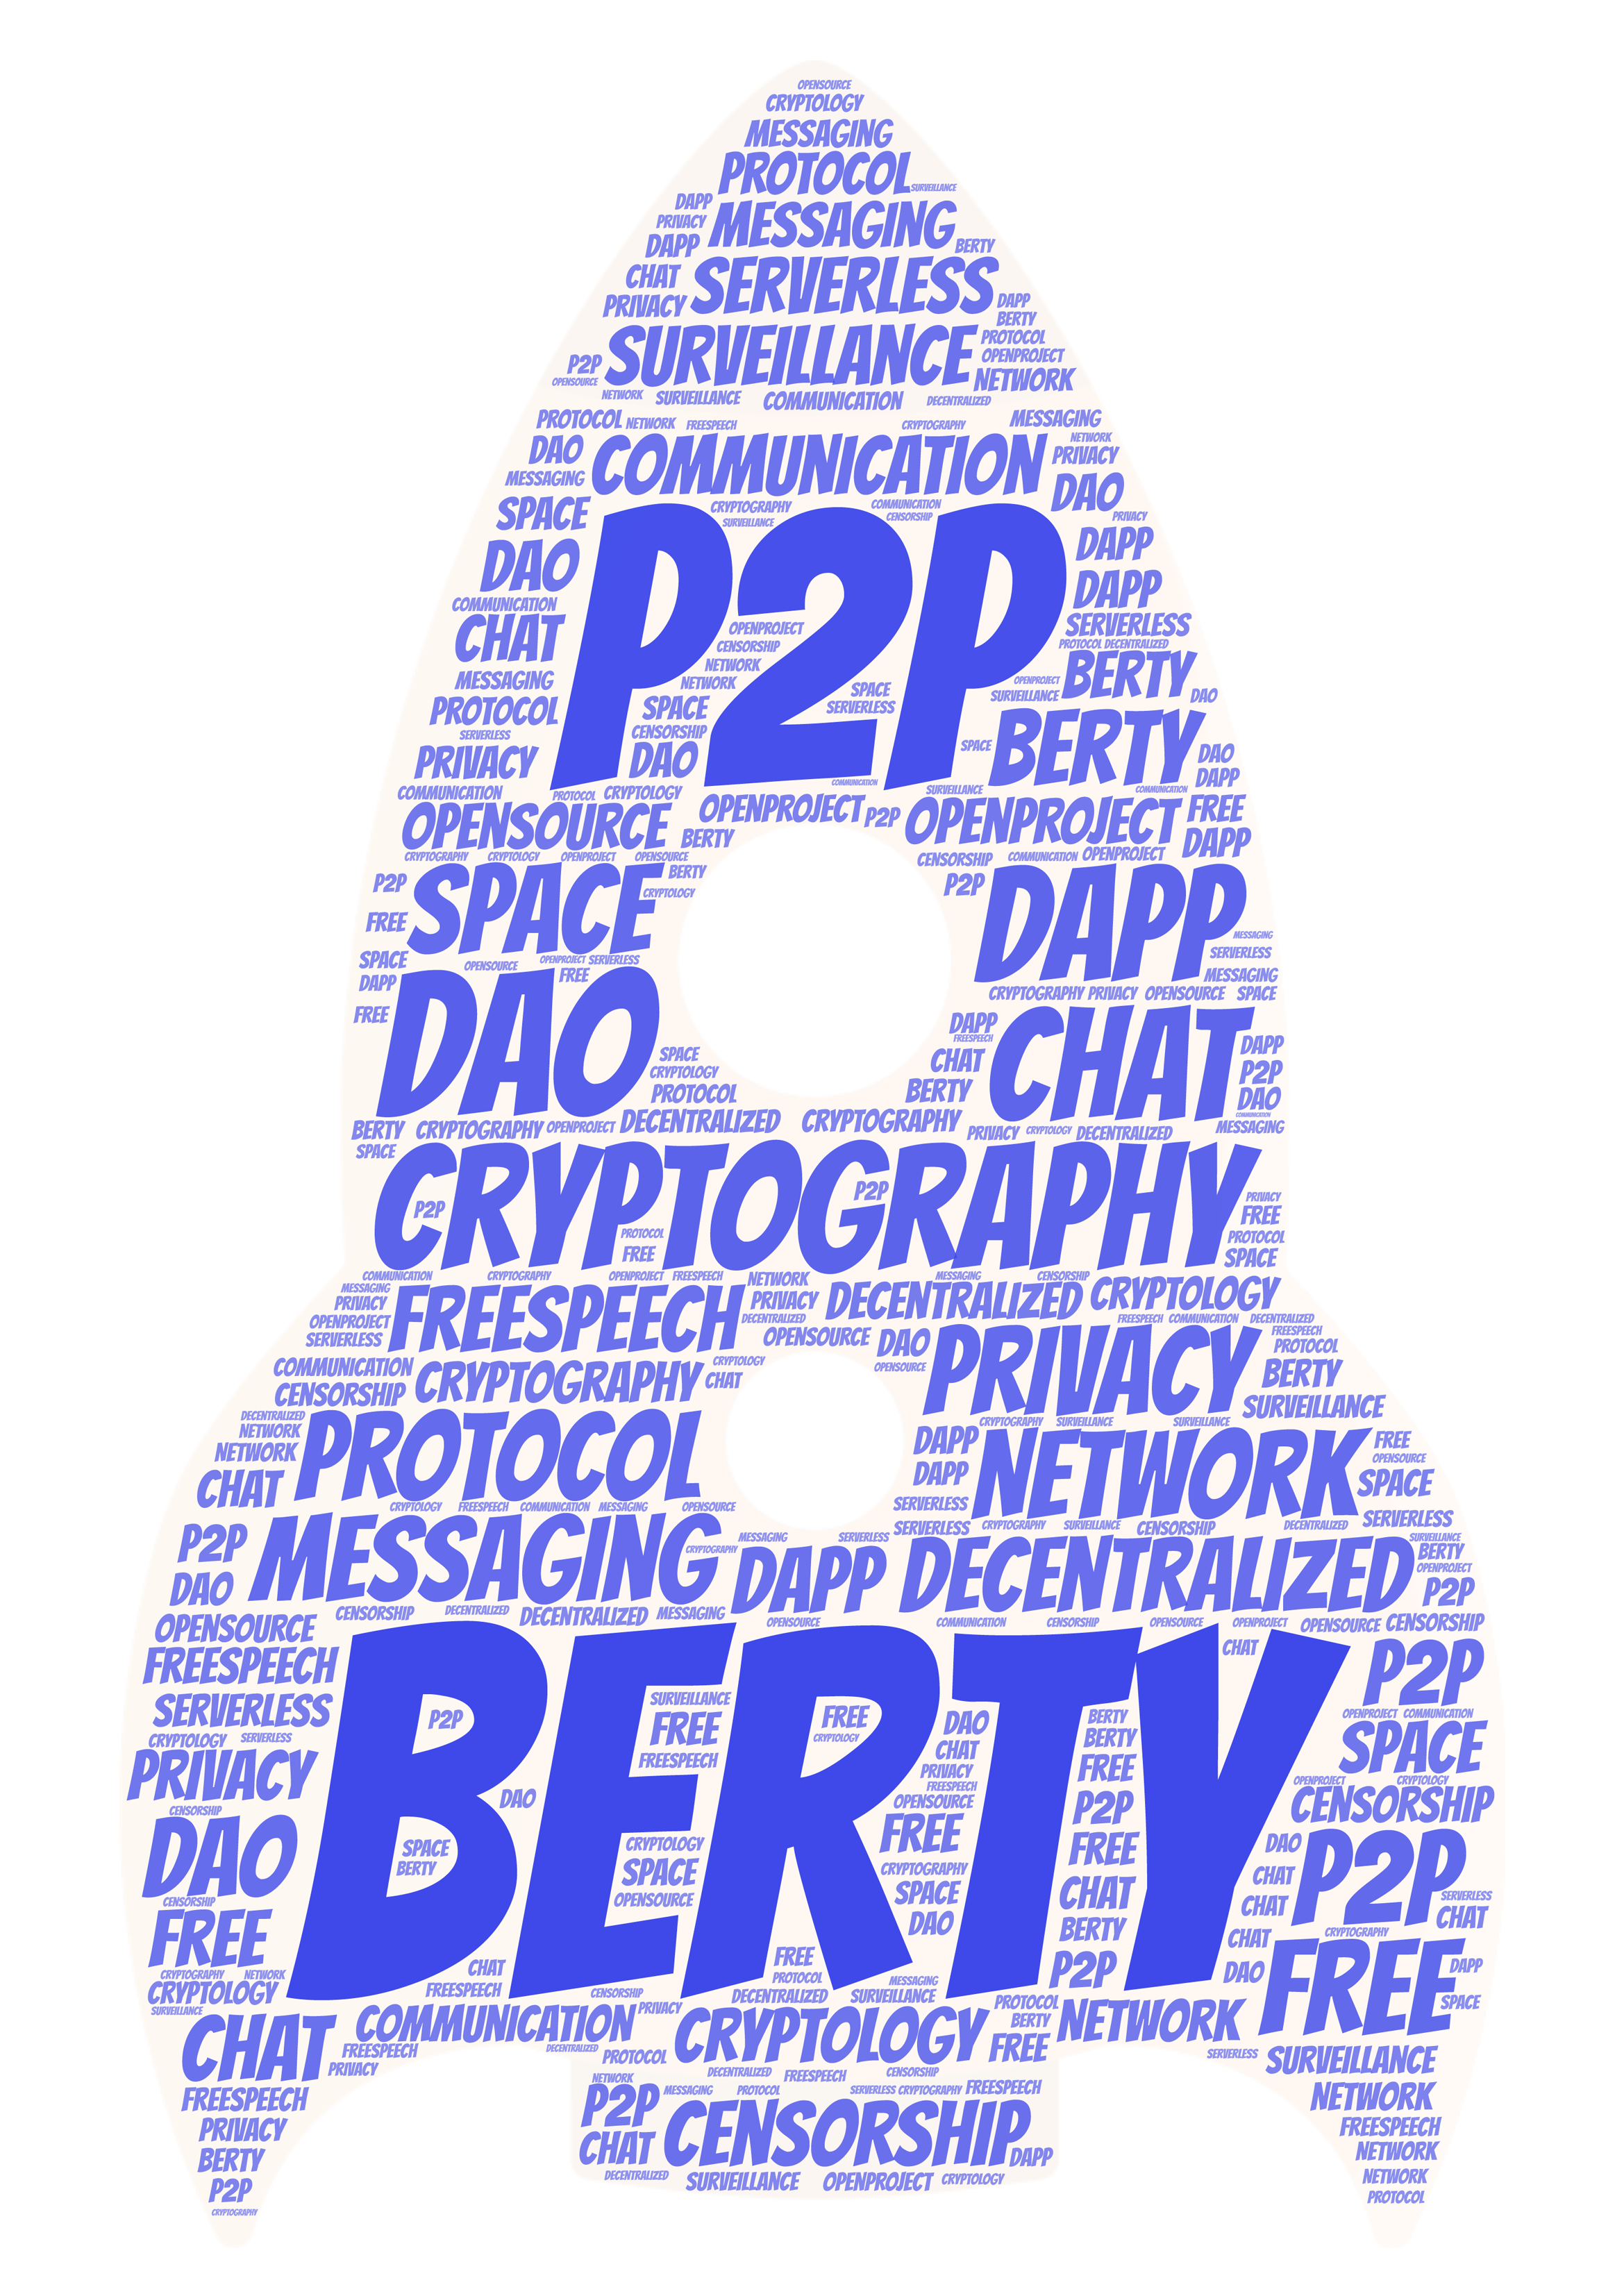 OPENSOURCE
CRYPTOLOGY
MESSAGING
PROTOCOL SURVEILLANCE
DAPP
PRIVACY MESSAGING
DAPP BERTY
CHAT SERVERLESS
PRIVACY DAPP
BERTY
PROTOCOL
P2P SURVEILLANCE OPENPROJECT
OPENSOURCE NETWORK
NETWORK SURVEILLANCE COMMUNICATION DECENTRALIZED
PROTOCOL NETWORK FREESPEECH CRYPTOGRAPHY MESSAGING
NETWORK
DAO COMMUNICATION PRIVACY
MESSAGING DAO
SPACE CRYPTOGRAPHY COMMUNICATION
SURVEILLANCE CENSORSHIP PRIVACY
DAO P2P DAPP
DAPP
COMMUNICATION
CHAT OPENPROJECT SERVERLESS
CENSORSHIP PROTOCOL DECENTRALIZED
NETWORK BERTY
MESSAGING NETWORK SPACE OPENPROJECT
PROTOCOL SPACE SERVERLESS SURVEILLANCE DAO
SERVERLESS CENSORSHIP
PRIVACY DAO SPACE BERTY DAO
DAPP
COMMUNICATION PROTOCOL CRYPTOLOGY COMMUNICATION SURVEILLANCE COMMUNICATION
OPENSOURCE BERTY OPENPROJECT P2P OPENPROJECT FREE
DAPP
CRYPTOGRAPHY CRYPTOLOGY OPENPROJECT OPENSOURCE CENSORSHIP COMMUNICATION OPENPROJECT
P2P SPACE BERTY P2P DAPP
CRYPTOLOGY
FREE MESSAGING
SERVERLESS
SPACE OPENSOURCE OPENPROJECT SERVERLESS
DAPP FREE MESSAGING
CRYPTOGRAPHY PRIVACY OPENSOURCE SPACE
FREE DAO DAPP CHAT
FREESPEECH
SPACE CHAT DAPP
CRYPTOLOGY P2P
PROTOCOL BERTY DAO
COMMUNICATION
BERTY CRYPTOGRAPHY OPENPROJECT DECENTRALIZED CRYPTOGRAPHY PRIVACY CRYPTOLOGY DECENTRALIZED MESSAGING
SPACE
CRYPTOGRAPHY
P2P P2P PRIVACY
FREE
PROTOCOL PROTOCOL
FREE SPACE
COMMUNICATION CRYPTOGRAPHY OPENPROJECT FREESPEECH NETWORK MESSAGING CENSORSHIP
MESSAGING
PRIVACY FREESPEECH PRIVACY DECENTRALIZED CRYPTOLOGY
OPENPROJECT DECENTRALIZED FREESPEECH COMMUNICATION DECENTRALIZED
SERVERLESS OPENSOURCE DAO PRIVACY FREESPEECH
PROTOCOL
COMMUNICATION CRYPTOGRAPHY CRYPTOLOGY OPENSOURCE BERTY
CENSORSHIP CHAT SURVEILLANCE
DECENTRALIZED CRYPTOGRAPHY SURVEILLANCE SURVEILLANCE
NETWORK PROTOCOL DAPP NETWORK FREE
NETWORK OPENSOURCE
CHAT DAPP SPACE
CRYPTOLOGY FREESPEECH COMMUNICATION MESSAGING OPENSOURCE SERVERLESS
SERVERLESS CRYPTOGRAPHY SURVEILLANCE CENSORSHIP DECENTRALIZED SERVERLESS
P2P MESSAGING CRYPTOGRAPHY MESSAGING SERVERLESS SURVEILLANCE
DAPP DECENTRALIZED BERTY
OPENPROJECT
DAO P2P
OPENSOURCE CENSORSHIP DECENTRALIZED DECENTRALIZED MESSAGING OPENSOURCE COMMUNICATION CENSORSHIP OPENSOURCE OPENPROJECT OPENSOURCE CENSORSHIP
FREESPEECH BERTY CHAT P2P
SERVERLESS P2P SURVEILLANCE FREE DAO BERTY OPENPROJECT COMMUNICATION
CRYPTOLOGY SERVERLESS FREE CRYPTOLOGY CHAT BERTY SPACE
PRIVACY FREESPEECH PRIVACY FREE
FREESPEECH OPENPROJECT CRYPTOLOGY
CENSORSHIP DAO OPENSOURCE P2P CENSORSHIP
DAO SPACE CRYPTOLOGY FREE FREE DAO P2P
BERTY SPACE CRYPTOGRAPHY CHAT
CENSORSHIP OPENSOURCE SPACE CHAT CHAT SERVERLESS
FREE DAO BERTY CHAT CRYPTOGRAPHY CHAT
CHAT FREE P2P DAO FREE DAPP
CRYPTOGRAPHY NETWORK PROTOCOL MESSAGING
CRYPTOLOGY FREESPEECH CENSORSHIP DECENTRALIZED SURVEILLANCE PROTOCOL SPACE
SURVEILLANCE PRIVACY BERTY
CHAT COMMUNICATION CRYPTOLOGY FREE NETWORK
FREESPEECH DECENTRALIZED PROTOCOL SERVERLESS SURVEILLANCE
PRIVACY NETWORK DECENTRALIZED FREESPEECH CENSORSHIP
FREESPEECH P2P MESSAGING PROTOCOL SERVERLESS CRYPTOGRAPHY FREESPEECH NETWORK
PRIVACY CHAT CENSORSHIP DAPP FREESPEECH
BERTY NETWORK
DECENTRALIZED SURVEILLANCE OPENPROJECT CRYPTOLOGY NETWORK
P2P PROTOCOL
CRYPTOGRAPHY